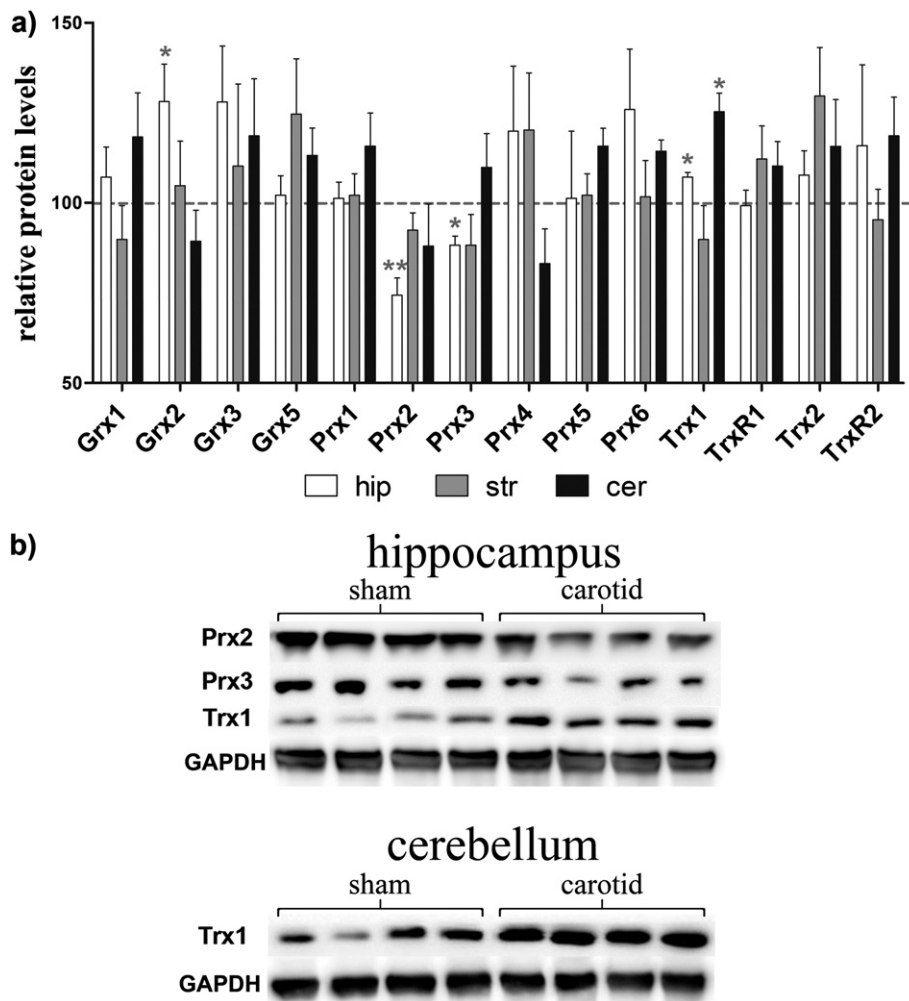 a)
150
100
50
relative protein levels
*
**
*
*
*
Grx1 Grx2 Grx3 Grx5 Prx1 Prx2 Prx3 Prx4 Prx5 Prx6 Trx1 TrxR1 Trx2 TrxR2
hip str cer
b)
hippocampus
sham carotid
Prx2
Prx3
Trx1
GAPDH
cerebellum
sham carotid
Trx1
GAPDH